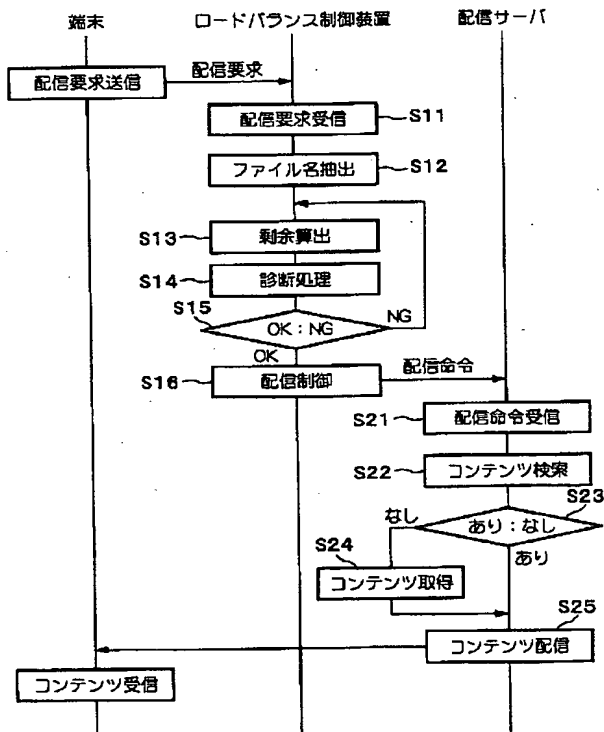 端末
ロードバランス制御装置
配信サーバ
配信要求送信
配信要求
配信要求受信
S11
ファイル名抽出
S12
S13
剰余算出
S14
診断処理
S15
OK:NG
NG
OK
S16
配信制御
配信命令
S21
配信命令受信
S22
コンテンツ検索
S23
あり:なし
なし
あり
S24
コンテンツ取得
S25
コンテンツ配信
コンテンツ受信